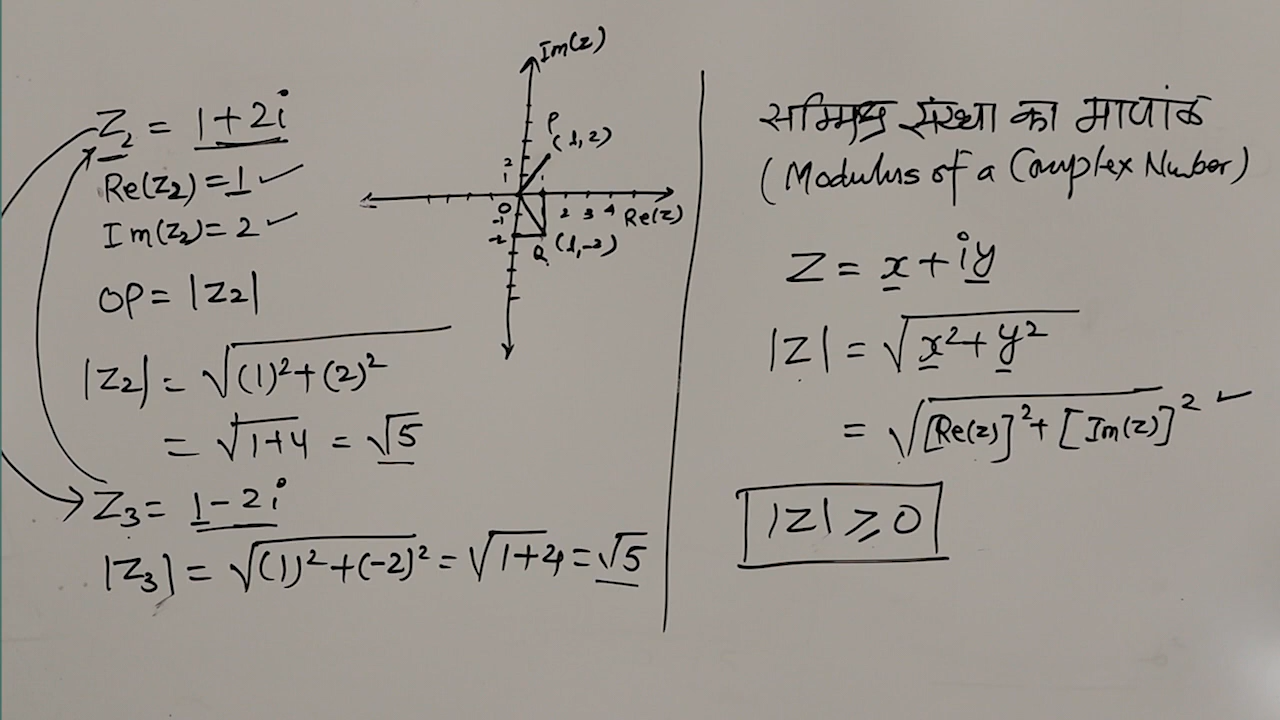 Z₂ = 1+2i
Re(Z₂) = 1 ✓
Im(Z₂) = 2 ✓
OP = |Z₂|
|Z₂| = √(1)²+(2)²
= √1+4 = √5
Z₃ = 1-2i
|Z₃| = √(1)²+(-2)² = √1+4 = √5
Im(z)
P
(1,2)
2
1
1
0
2 3 4 Re(z)
-1
-2
Q (1,-2)
संख्या का मापांक
(Modulus of a Complex Number)
Z = x+iy
|Z| = √x²+y²
= √[Re(z)]²+[Im(z)]² ✓
|Z| ⩾ 0